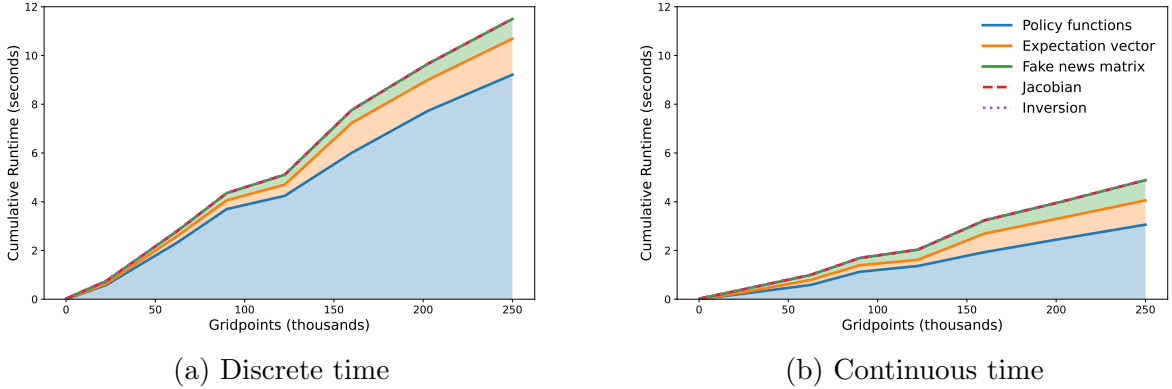 12
10
8
6
4
2
0
Cumulative Runtime (seconds)
0 50 100 150 200 250
Gridpoints (thousands)
(a) Discrete time
12
10
8
6
4
2
0
Cumulative Runtime (seconds)
Policy functions
Expectation vector
Fake news matrix
Jacobian
Inversion
0 50 100 150 200 250
Gridpoints (thousands)
(b) Continuous time